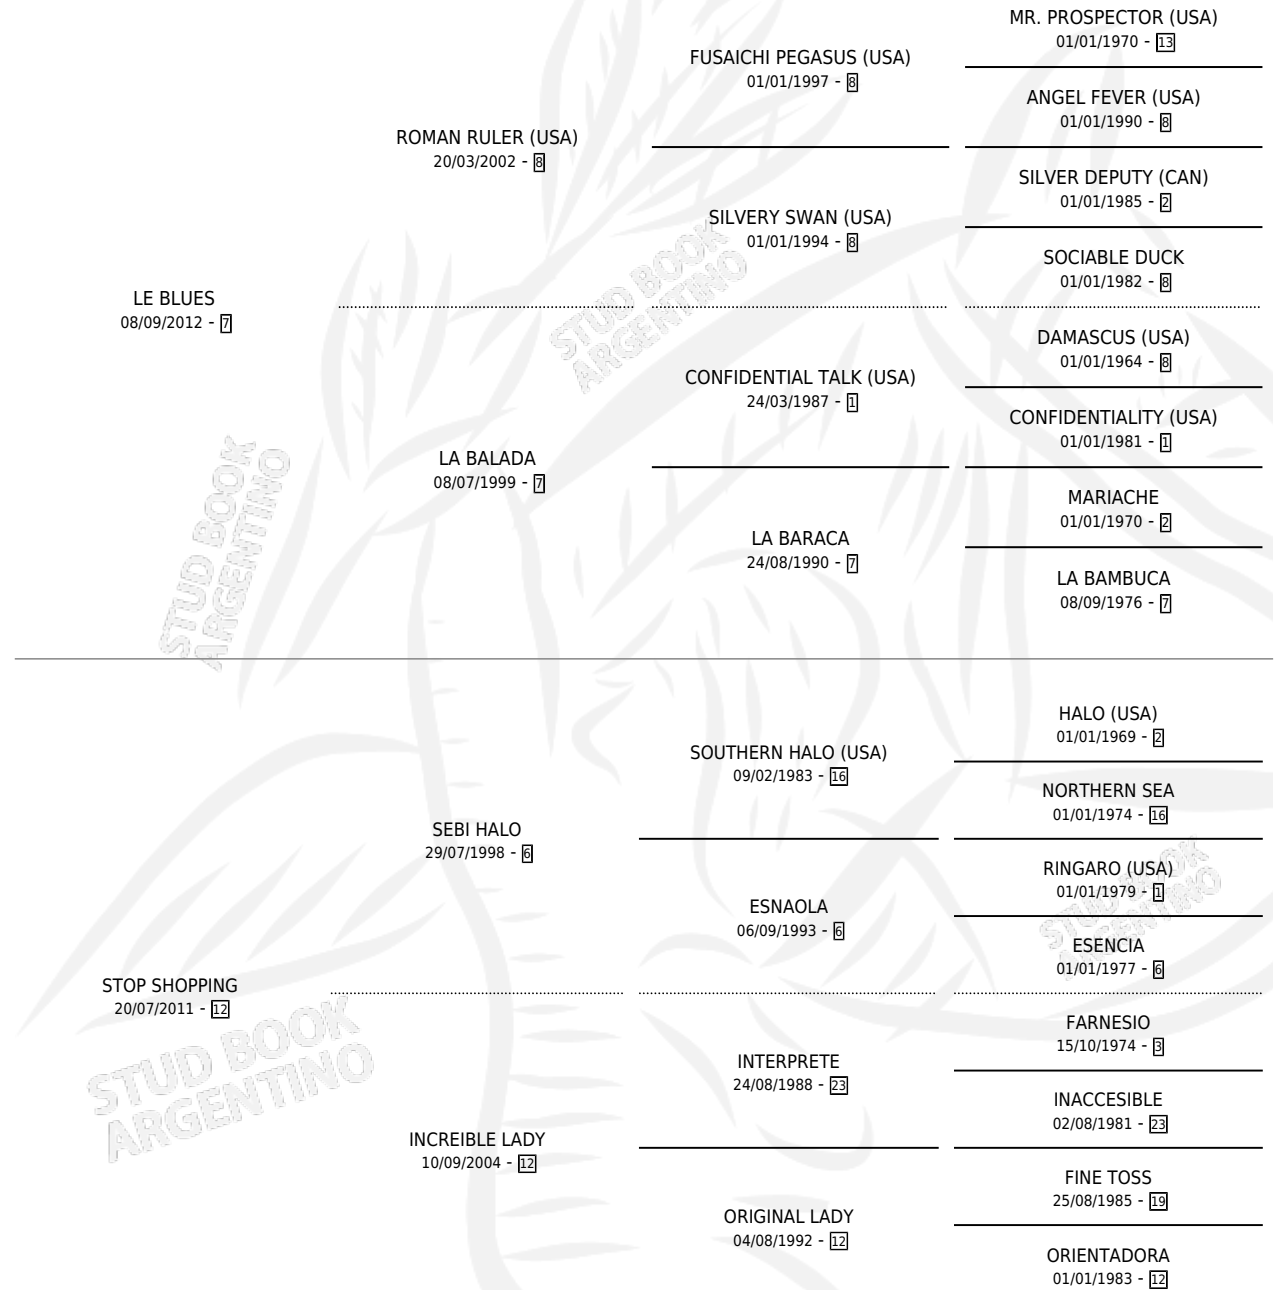 MR. PROSPECTOR (USA)
01/01/1970 - 13
FUSAICHI PEGASUS (USA)
01/01/1997 - 8
ANGEL FEVER (USA)
01/01/1990 - 8
ROMAN RULER (USA)
20/03/2002 - 8
SILVER DEPUTY (CAN)
01/01/1985 - 2
SILVERY SWAN (USA)
01/01/1994 - 8
SOCIABLE DUCK
01/01/1982 - 8
LE BLUES
08/09/2012 - 7
STUD BOOK
ARGENTINO
DAMASCUS (USA)
01/01/1964 - 8
CONFIDENTIAL TALK (USA)
24/03/1987 - 1
CONFIDENTIALITY (USA)
01/01/1981 - 1
LA BALADA
08/07/1999 - 7
MARIACHE
01/01/1970 - 2
LA BARACA
24/08/1990 - 7
LA BAMBUCA
08/09/1976 - 7
STUD BOOK
ARGENTINO
HALO (USA)
01/01/1969 - 2
SOUTHERN HALO (USA)
09/02/1983 - 16
NORTHERN SEA
01/01/1974 - 16
SEBI HALO
29/07/1998 - 6
RINGARO (USA)
01/01/1979 - 1
ESNAOLA
06/09/1993 - 6
ESENCIA
01/01/1977 - 6
STUD BOOK
ARGENTINO
STOP SHOPPING
20/07/2011 - 12
FARNESIO
15/10/1974 - 3
INTERPRETE
24/08/1988 - 23
INACCESIBLE
02/08/1981 - 23
STUD BOOK
ARGENTINO
INCREIBLE LADY
10/09/2004 - 12
FINE TOSS
25/08/1985 - 19
ORIGINAL LADY
04/08/1992 - 12
ORIENTADORA
01/01/1983 - 12